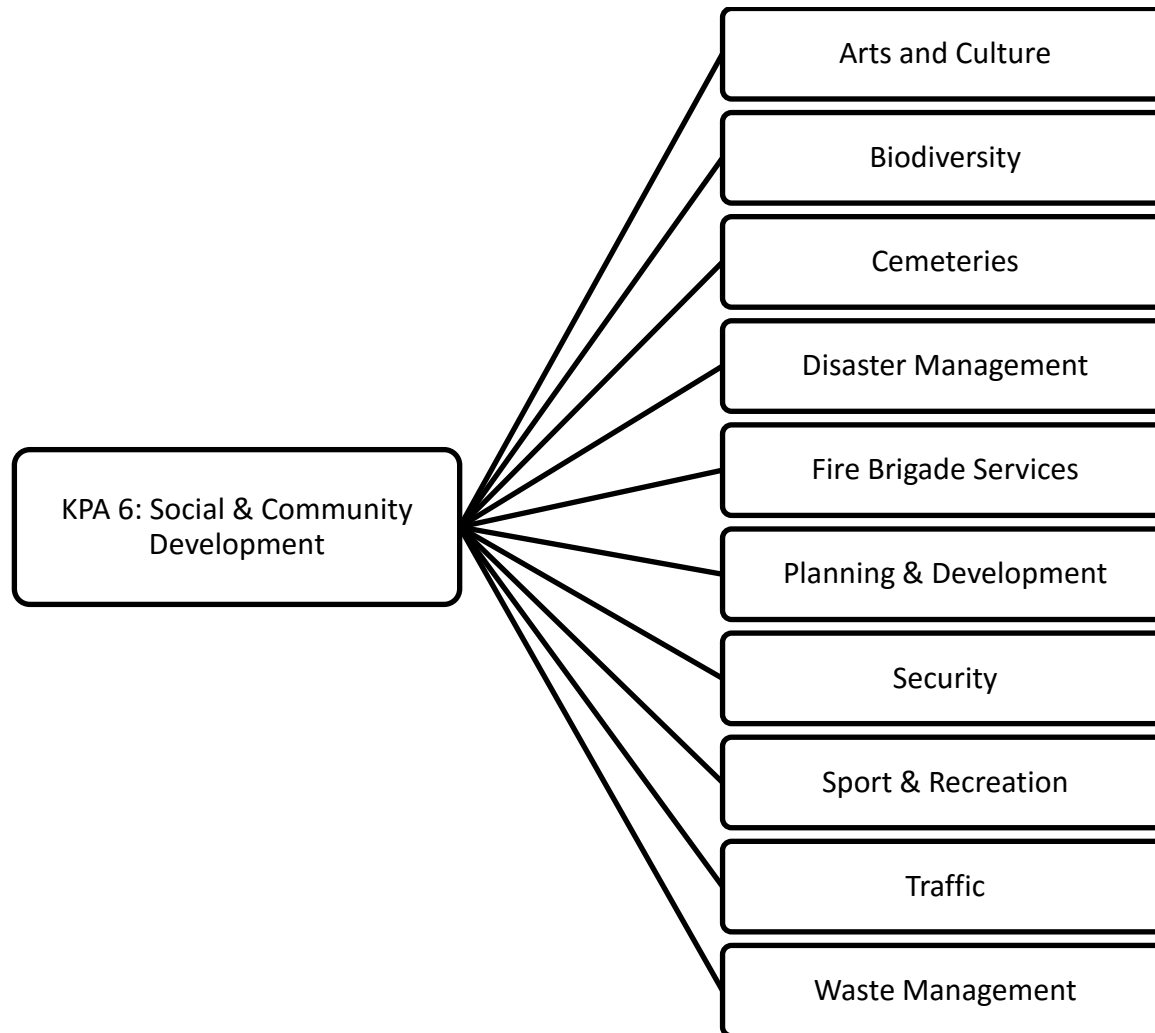 Arts and Culture
Biodiversity
Cemeteries
Disaster Management
Fire Brigade Services
KPA 6: Social & Community
Development
Planning & Development
Security
Sport & Recreation
Traffic
Waste Management